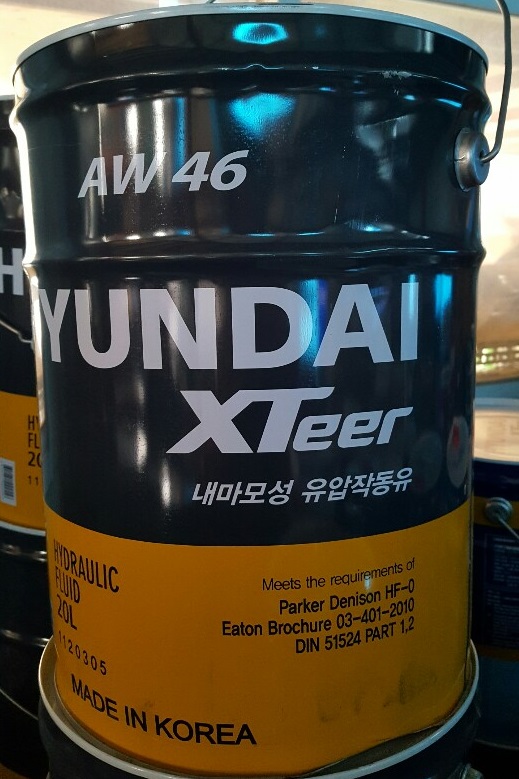 AW 46
YUNDAI
XTeer
내마모성 유압작동유
HYDRAULIC
FLUID
20L
1120305
Meets the requirements of
Parker Denison HF-0
Eaton Brochure 03-401-2010
DIN 51524 PART 1,2
MADE IN KOREA
H